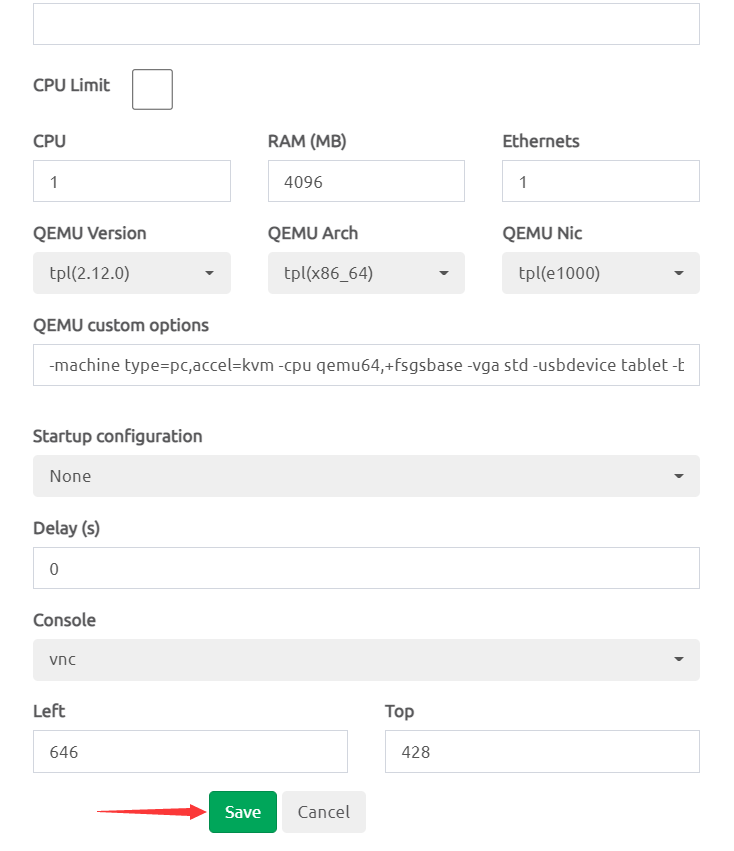 CPU Limit
CPU RAM (MB) Ethernets
1 4096 1
QEMU Version QEMU Arch QEMU Nic
tpl(2.12.0) tpl(x86_64) tpl(e1000)
QEMU custom options
-machine type=pc,accel=kvm -cpu qemu64,+fsgsbase -vga std -usbdevice tablet -b
Startup configuration
None
Delay (s)
0
Console
vnc
Left Top
646 428
Save Cancel